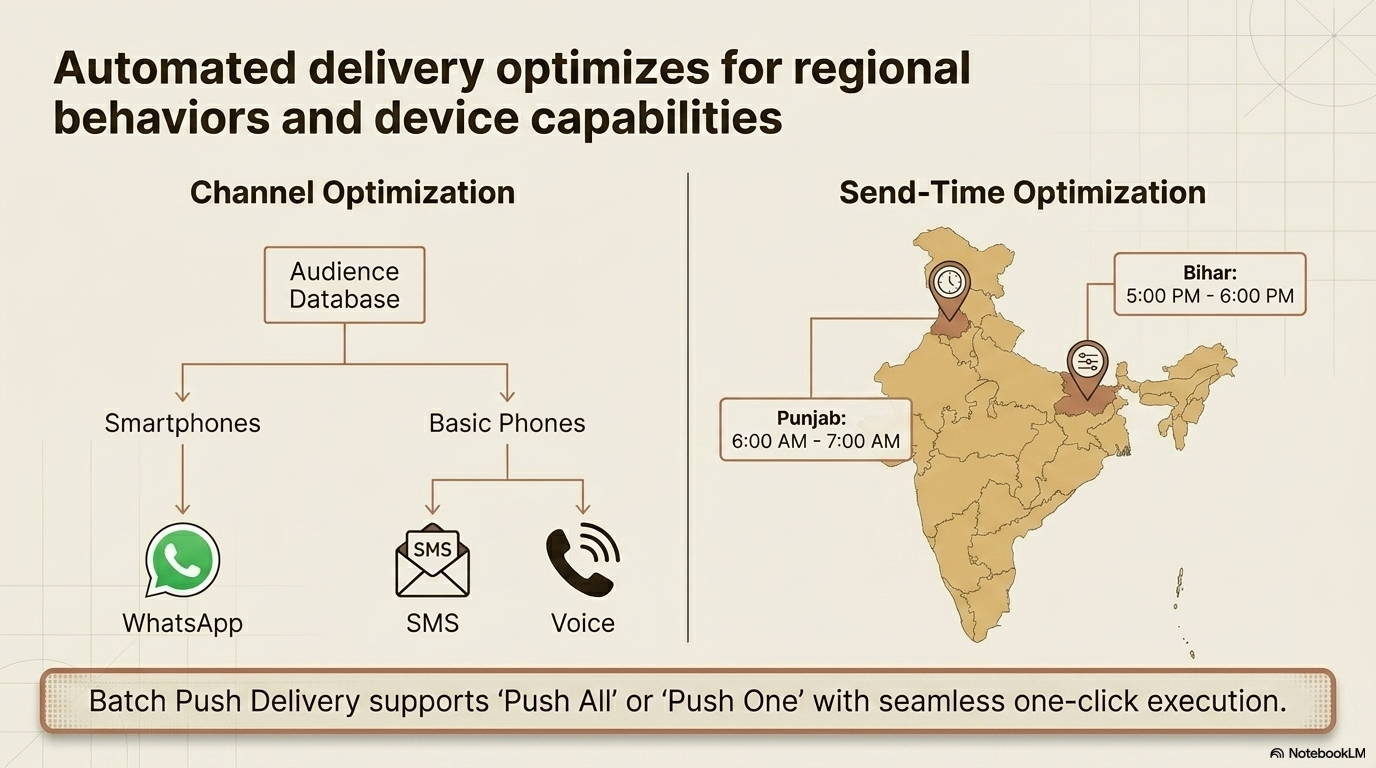 Automated delivery optimizes for regional
behaviors and device capabilities
Channel Optimization
Audience
Database
Smartphones
Basic Phones
SMS
WhatsApp
SMS
Voice
Send-Time Optimization
Bihar:
5:00 PM - 6:00 PM
Punjab:
6:00 AM - 7:00 AM
Batch Push Delivery supports ‘Push All’ or ‘Push One’ with seamless one-click execution.
NotebookLM